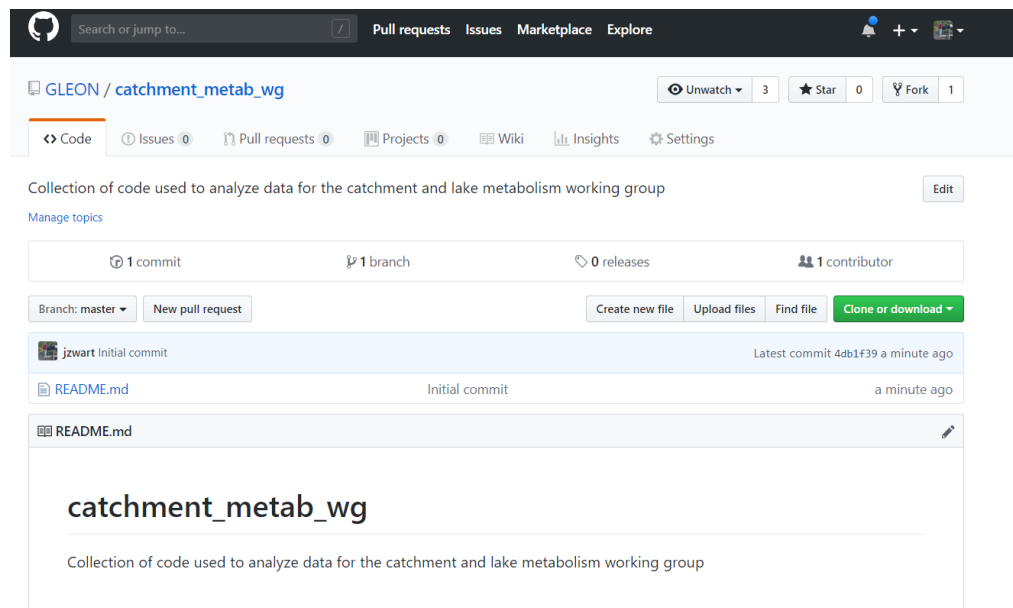 Search or jump to... / Pull requests Issues Marketplace Explore
GLEON / catchment_metab_wg Unwatch 3 Star 0 Fork 1
Code Issues 0 Pull requests 0 Projects 0 Wiki Insights Settings
Collection of code used to analyze data for the catchment and lake metabolism working group Edit
Manage topics
1 commit 1 branch 0 releases 1 contributor
Branch: master New pull request Create new file Upload files Find file Clone or download
jzwart Initial commit Latest commit 4db1f39 a minute ago
README.md Initial commit a minute ago
README.md
catchment_metab_wg
Collection of code used to analyze data for the catchment and lake metabolism working group